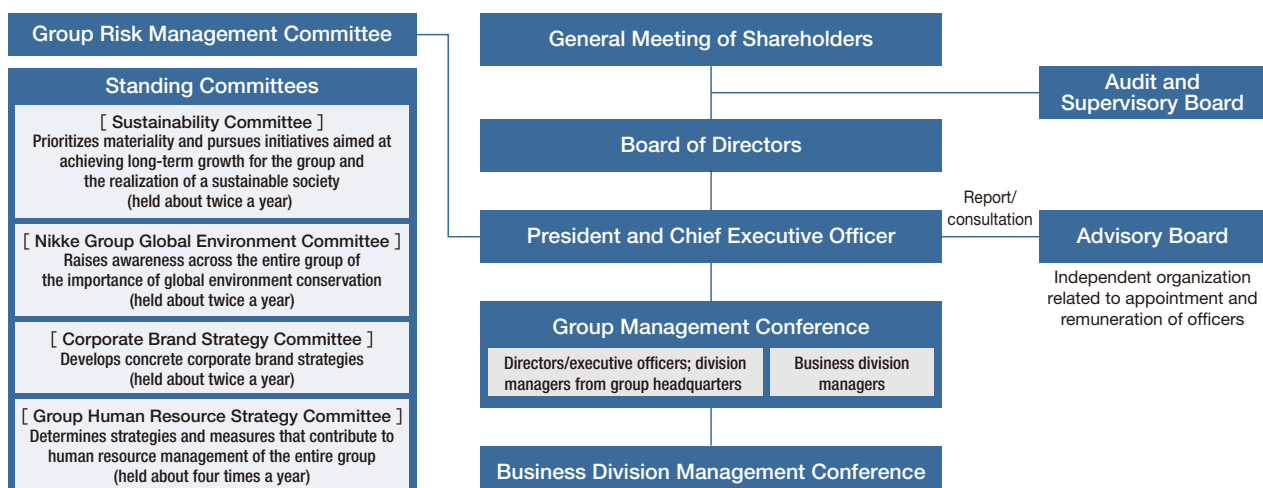 Group Risk Management Committee
Standing Committees
[ Sustainability Committee ]
Prioritizes materiality and pursues initiatives aimed at
achieving long-term growth for the group and
the realization of a sustainable society
(held about twice a year)
[ Nikke Group Global Environment Committee ]
Raises awareness across the entire group of
the importance of global environment conservation
(held about twice a year)
[ Corporate Brand Strategy Committee ]
Develops concrete corporate brand strategies
(held about twice a year)
[ Group Human Resource Strategy Committee ]
Determines strategies and measures that contribute to
human resource management of the entire group
(held about four times a year)
General Meeting of Shareholders
Audit and
Supervisory Board
Board of Directors
President and Chief Executive Officer
Report/
consultation
Advisory Board
Independent organization
related to appointment and
remuneration of officers
Group Management Conference
Directors/executive officers; division
managers from group headquarters
Business division
managers
Business Division Management Conference